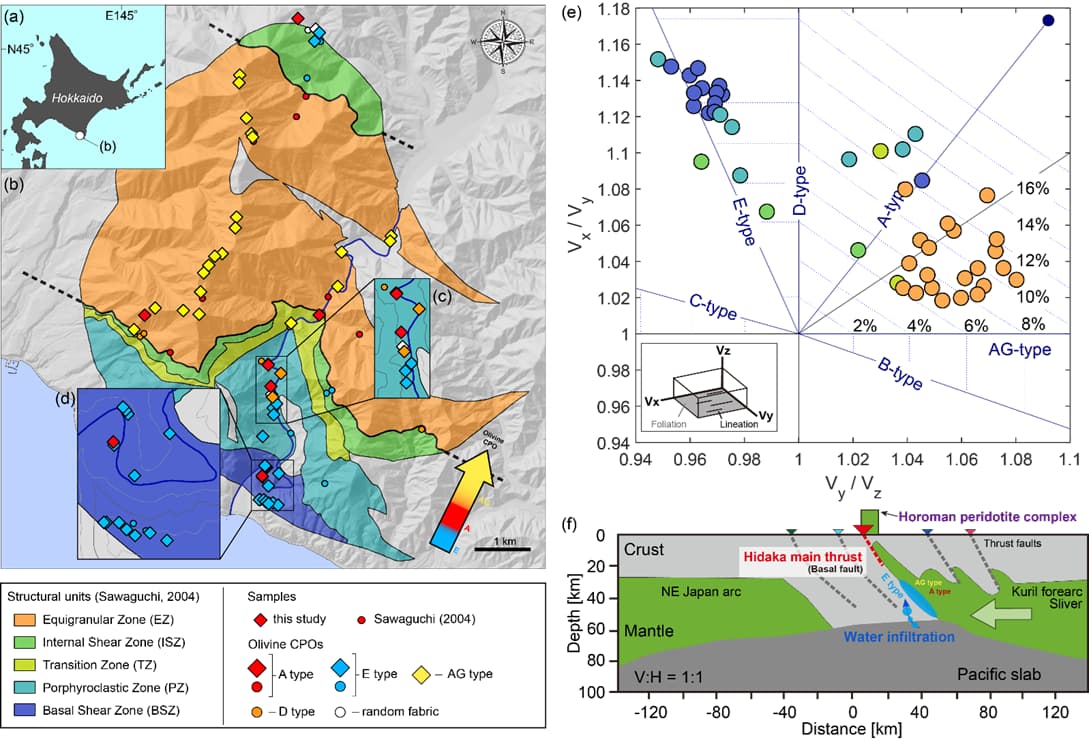 (a)
E145°
N45°
Hokkaido
(b)
(b)
N
W
E
S
(c)
(d)
Olivine
CPO
AG
A
E
1 km
Structural units (Sawaguchi, 2004)
Equigranular Zone (EZ)
Internal Shear Zone (ISZ)
Transition Zone (TZ)
Porphyroclastic Zone (PZ)
Basal Shear Zone (BSZ)
Samples
this study
Sawaguchi (2004)
Olivine CPOs
A type
E type
AG type
D type
random fabric
(e)
1.18
1.16
1.14
1.12
1.1
1.08
1.06
1.04
1.02
1
0.98
0.96
0.94
Vx / Vy
E-type
D-type
A-type
C-type
B-type
AG-type
16%
14%
12%
10%
2%
4%
6%
8%
Vz
Vx
Vy
Foliation
Lineation
0.94
0.96
0.98
1
1.02
1.04
1.06
1.08
1.1
Vy / Vz
(f)
Horoman peridotite complex
0
20
40
60
80
100
Depth [km]
Crust
Hidaka main thrust
(Basal fault)
Thrust faults
NE Japan arc
E type
AG type
A type
Kuril forearc
Sliver
Mantle
Water infiltration
V:H = 1:1
Pacific slab
-120
-80
-40
0
40
80
120
Distance [km]